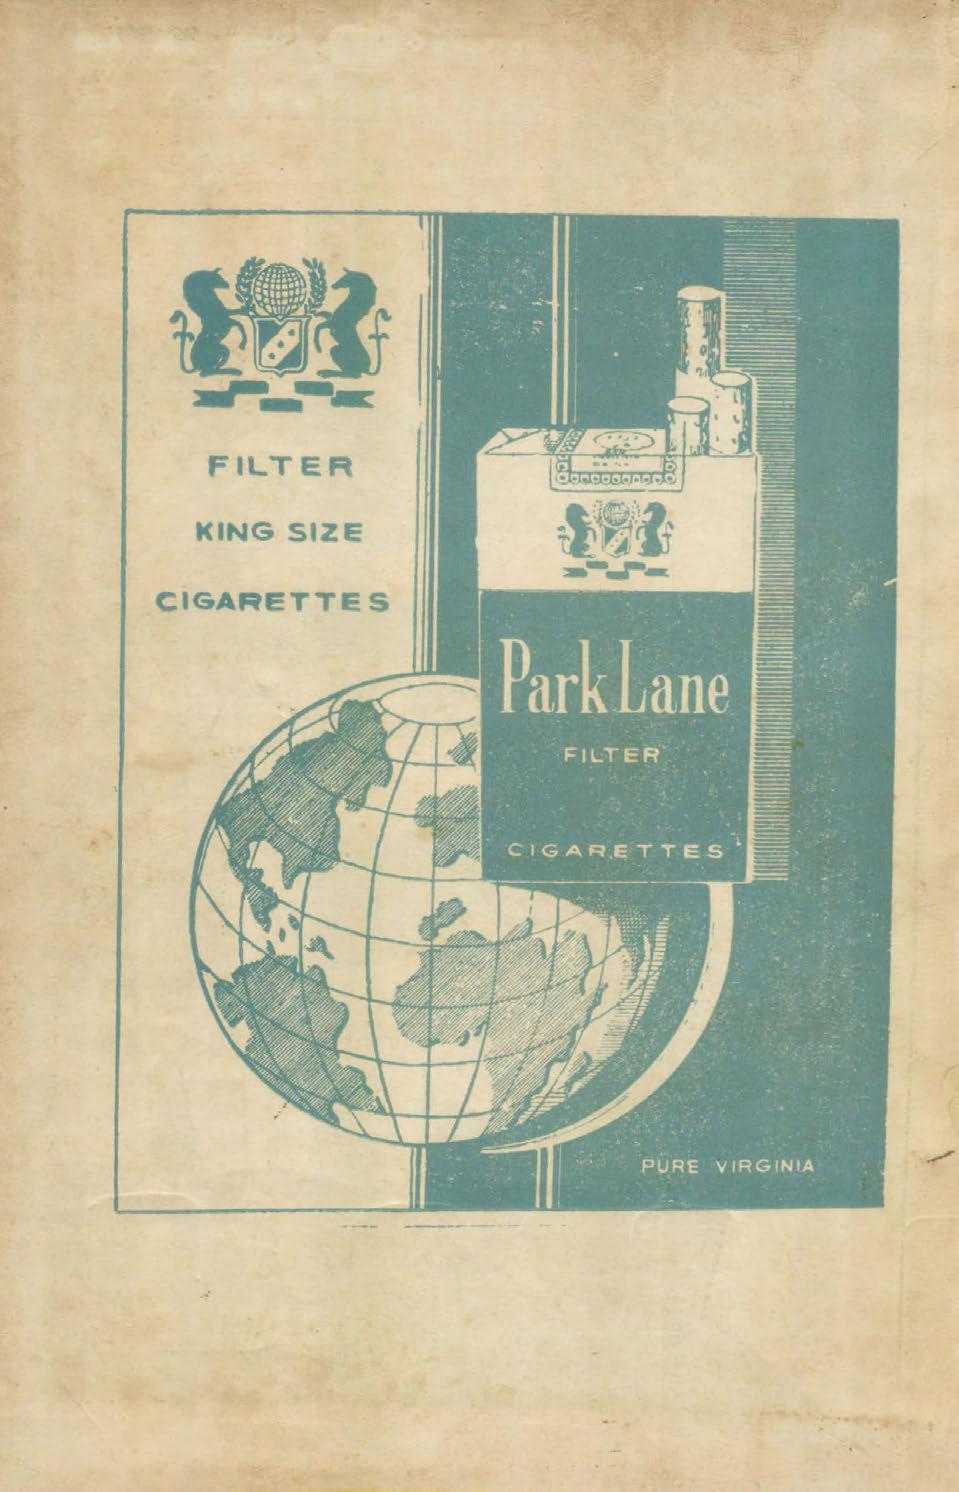 FILTER
KING SIZE
CIGARETTES
Park Lane
FILTER
CIGARETTES
PURE VIRGINIA